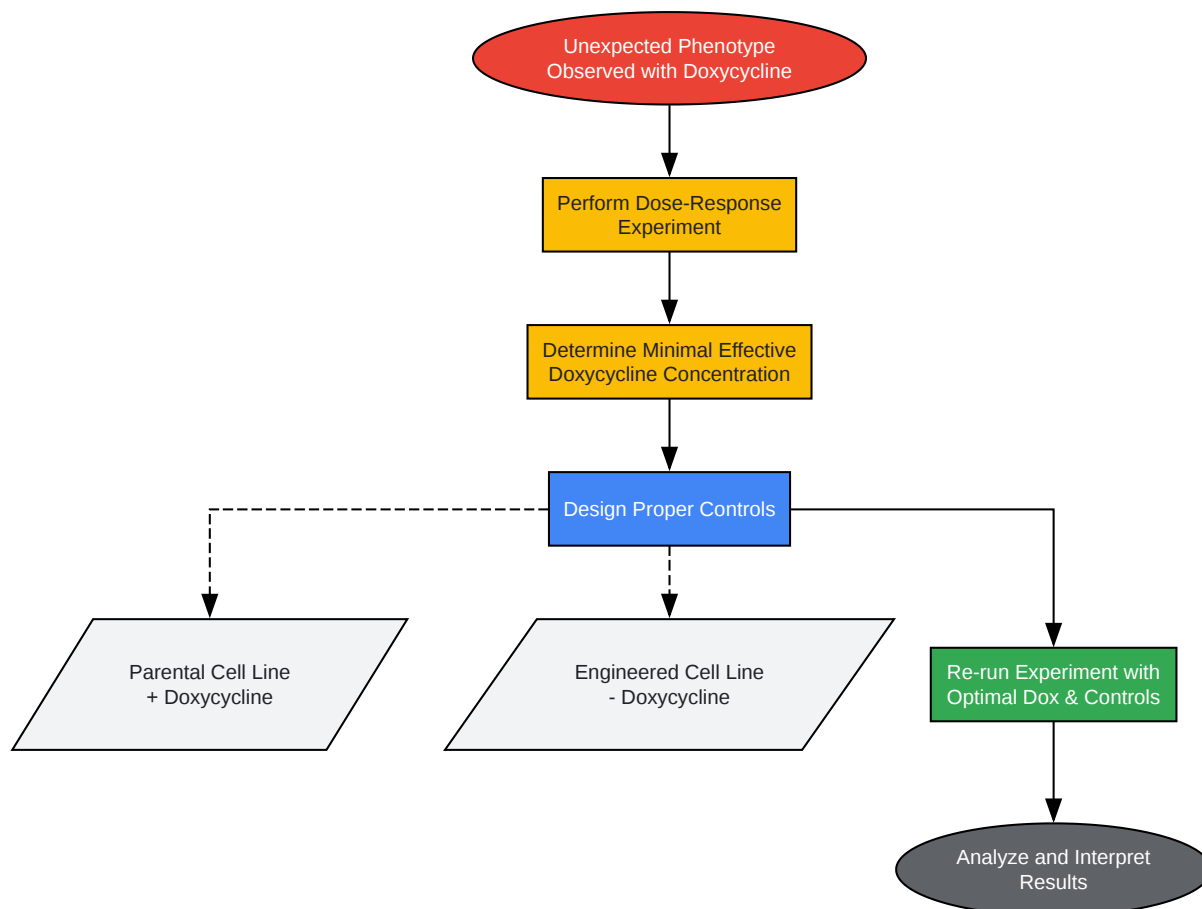 Unexpected Phenotype
Observed with Doxycycline
Perform Dose-Response
Experiment
Determine Minimal Effective
Doxycycline Concentration
Design Proper Controls
Parental Cell Line
+ Doxycycline
Engineered Cell Line
- Doxycycline
Re-run Experiment with
Optimal Dox & Controls
Analyze and Interpret
Results